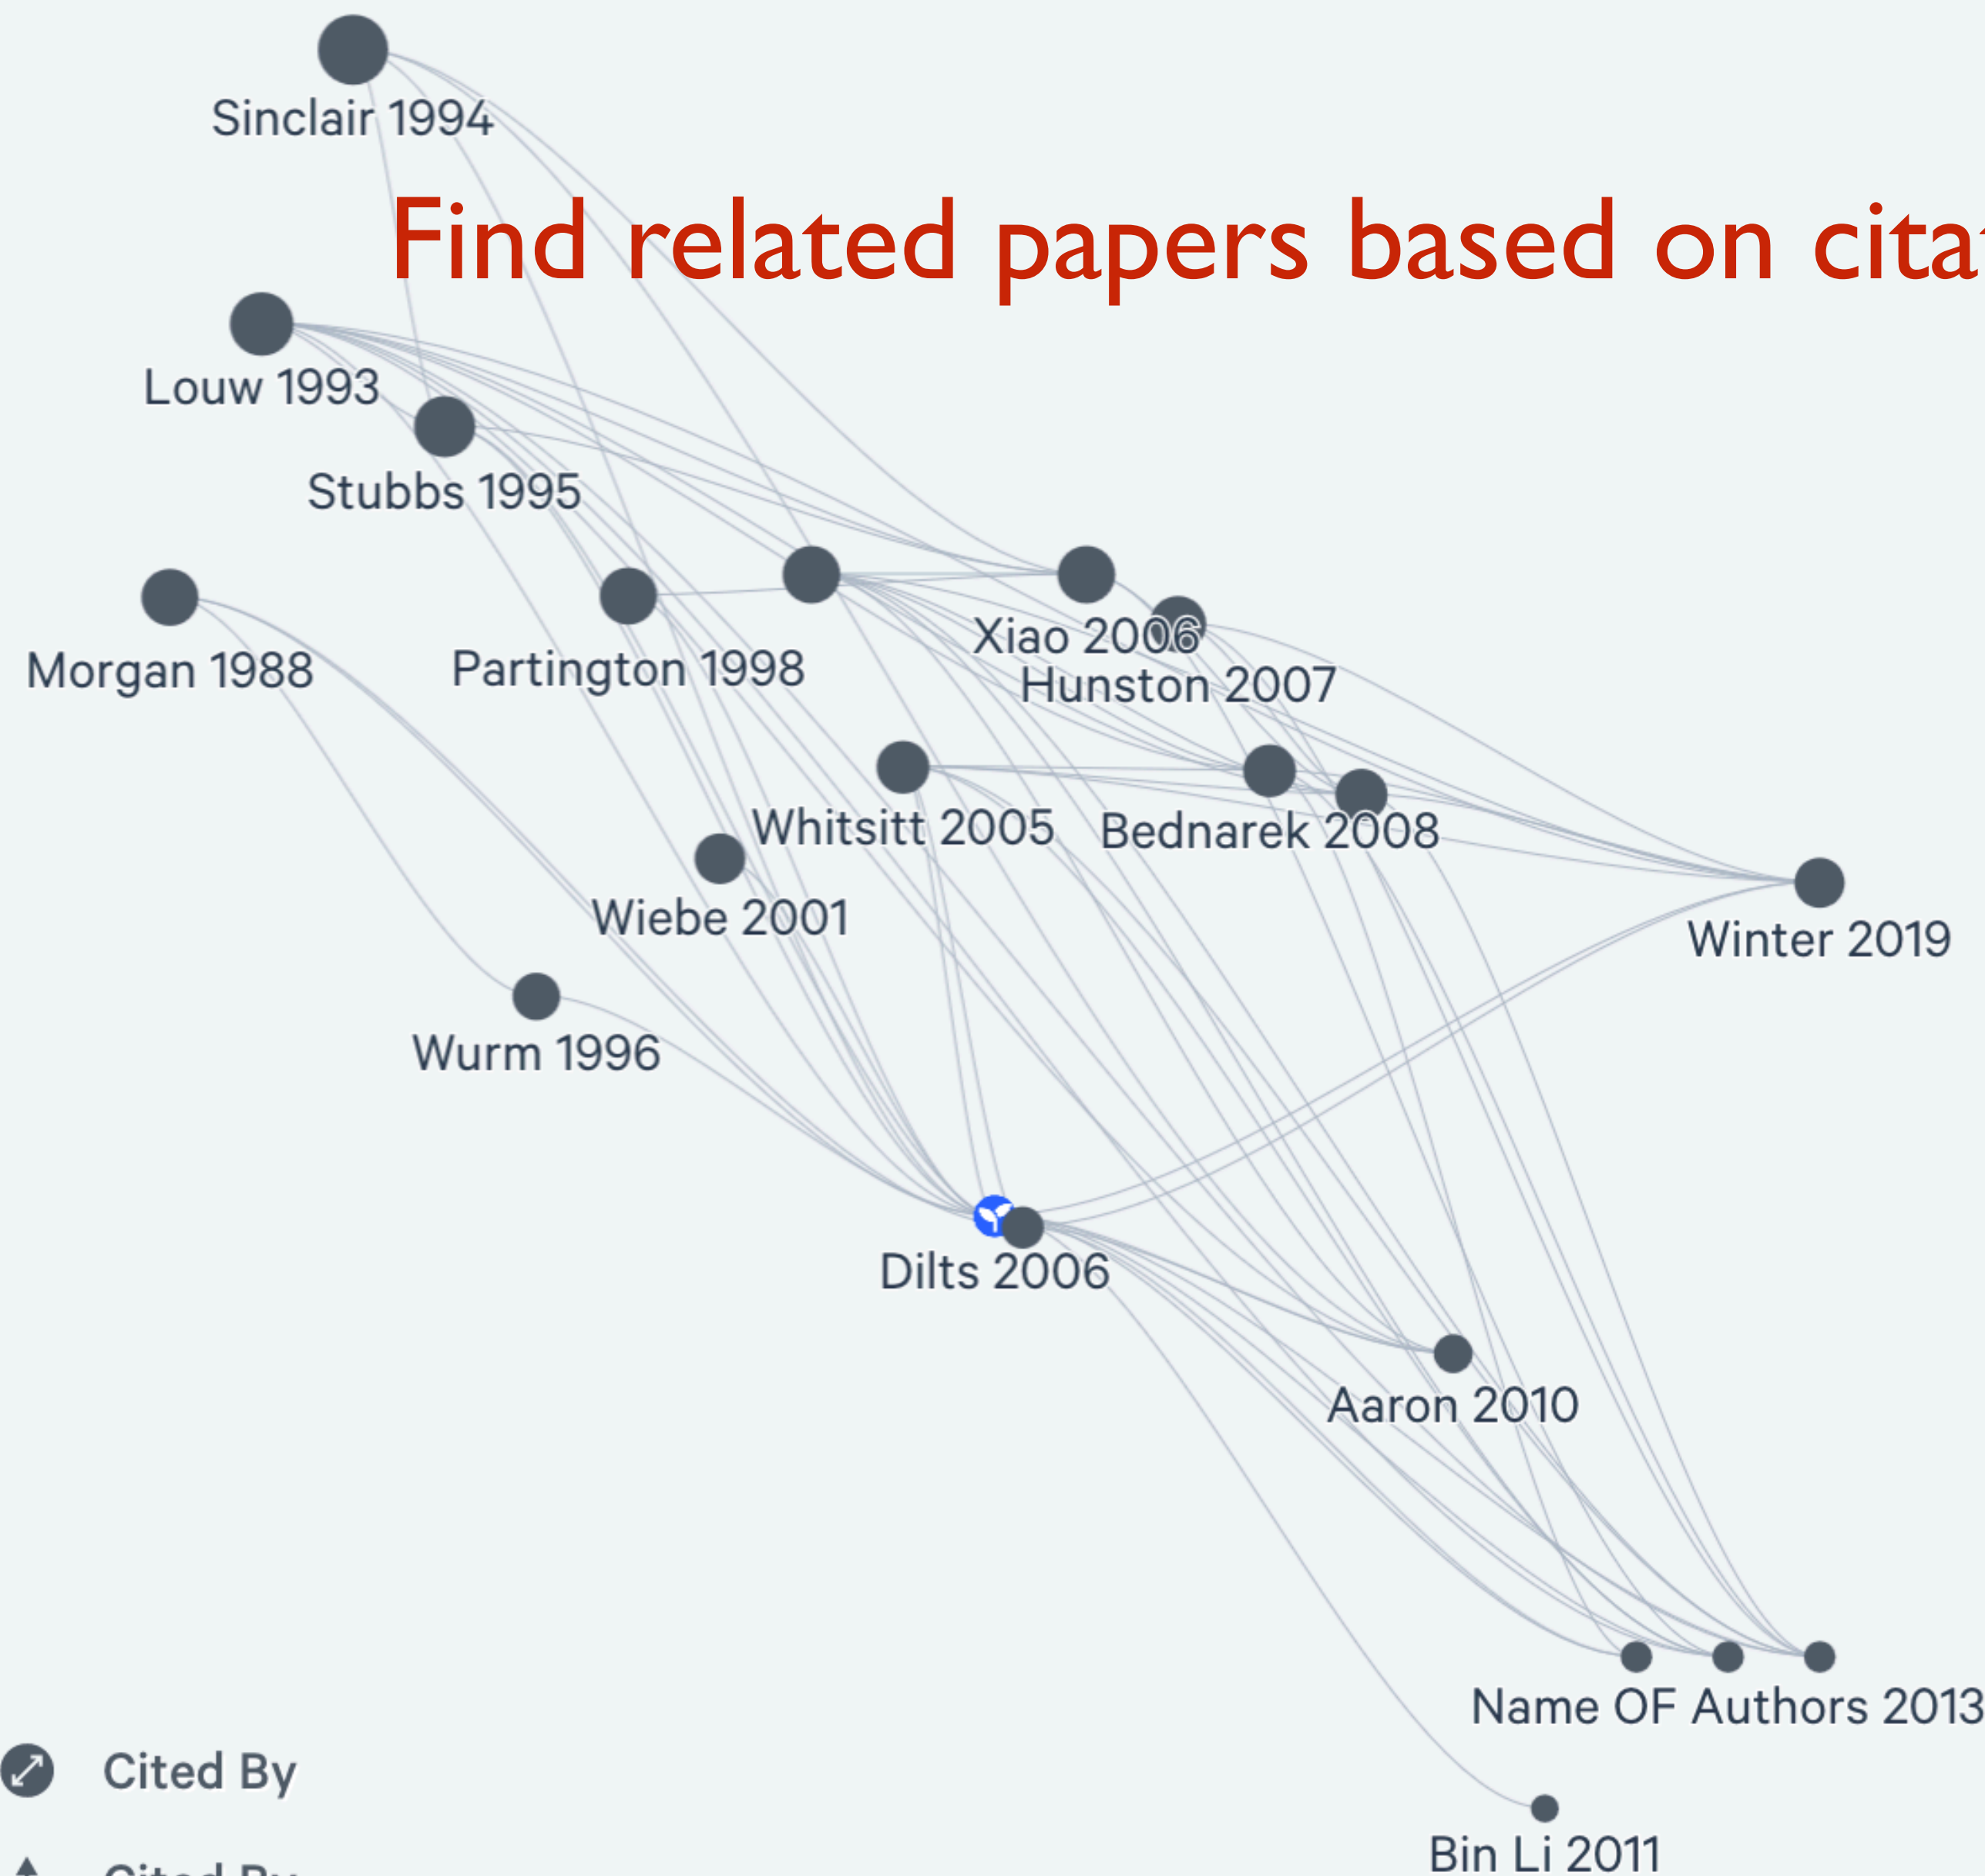 Sinclair 1994
Find related papers based on
Louw 1993
Stubbs 1995
Xiao 2006
Morgan 1988
Partington 1998
Hunston 2007
Whitsitt 2005
Bednarek 2008
Wiebe 2001
Winter 2019
Wurm 1996
Dilts 2006
Aaron 2010
Name OF Authors 2013
Cited By
Bin Li 2011
Cited By